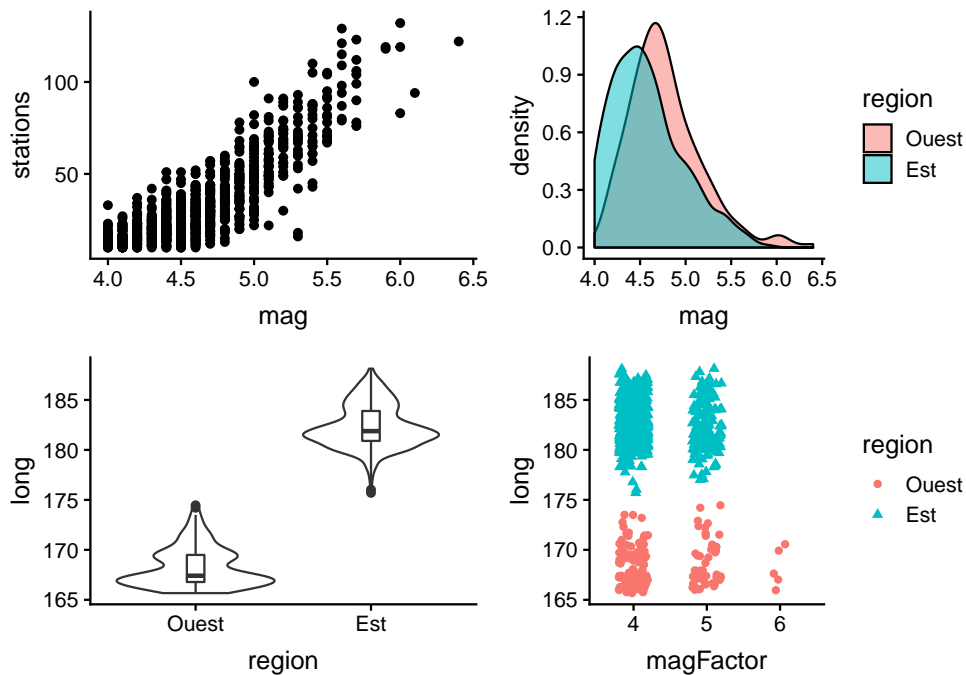 100
50
stations
4.0 4.5 5.0 5.5 6.0 6.5
mag
1.2
0.9
0.6
0.3
0.0
density
4.0 4.5 5.0 5.5 6.0 6.5
mag
region
Ouest
Est
185
180
175
170
165
long
Ouest Est
region
185
180
175
170
165
long
4 5 6
magFactor
region
Ouest
Est